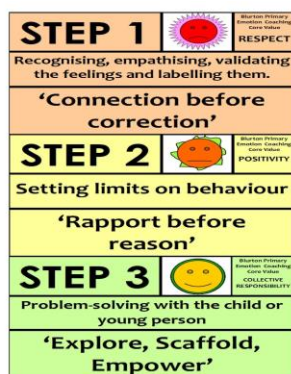 STEP 1
Blurton Primary
Emotion Coaching
Core Value
RESPECT
Recognising, empathising, validating
the feelings and labelling them.
‘Connection before
correction’
STEP 2
Blurton Primary
Emotion Coaching
Core Value
POSITIVITY
Setting limits on behaviour
‘Rapport before
reason’
STEP 3
Blurton Primary
Emotion Coaching
Core Value
COLLECTIVE
RESPONSIBILITY
Problem-solving with the child or
young person
‘Explore, Scaffold,
Empower’